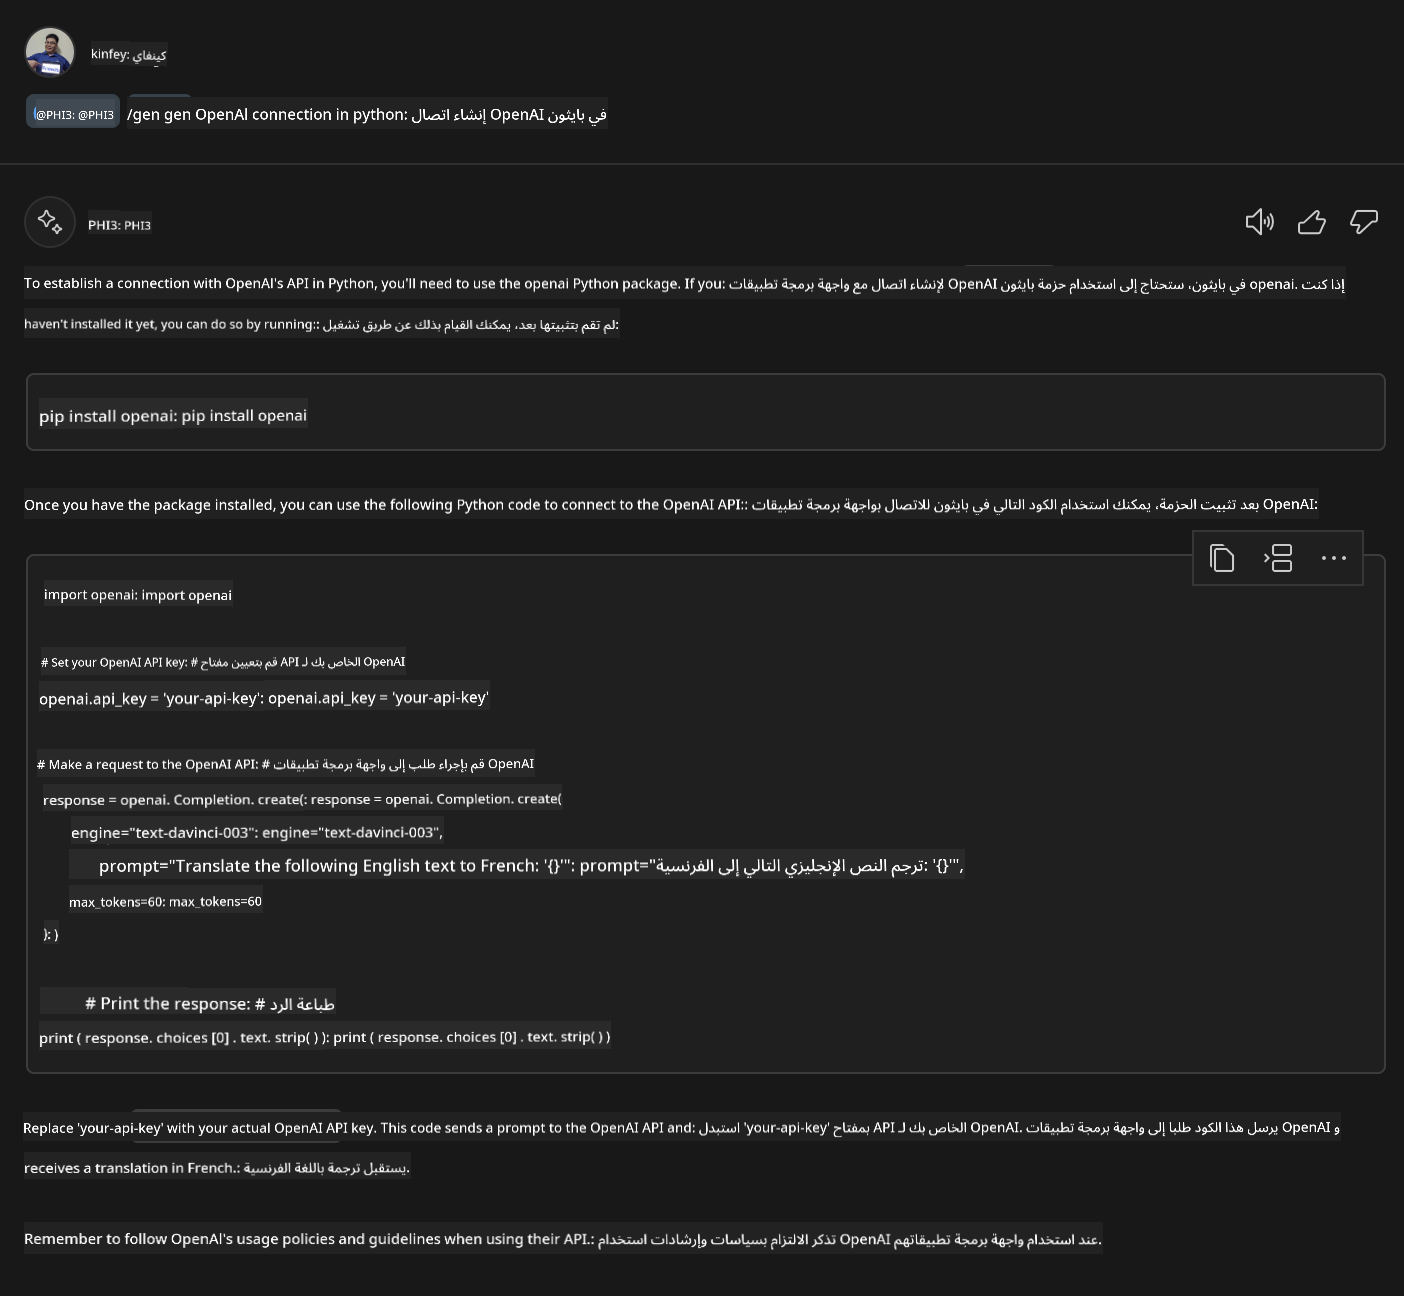 kinfey: كينفاي
@PHI3: @PHI3 /gen gen OpenAI connection in python: إنشاء اتصال OpenAI في بايثون
PHI3: PHI3
To establish a connection with OpenAI's API in Python, you'll need to use the openai Python package. If you: لإنشاء اتصال مع واجهة برمجة تطبيقات OpenAI في بايثون، ستحتاج إلى استخدام حزمة بايثون openai. إذا كنت
haven't installed it yet, you can do so by running:: لم تقم بتثبيتها بعد، يمكنك القيام بذلك عن طريق تشغيل:
pip install openai: pip install openai
Once you have the package installed, you can use the following Python code to connect to the OpenAI API:: بعد تثبيت الحزمة، يمكنك استخدام الكود التالي في بايثون للاتصال بواجهة برمجة تطبيقات OpenAI:
import openai: import openai
# Set your OpenAI API key: # قم بتعيين مفتاح API الخاص بك لـ OpenAI
openai.api_key = 'your-api-key': openai.api_key = 'your-api-key'
# Make a request to the OpenAI API: # قم بإجراء طلب إلى واجهة برمجة تطبيقات OpenAI
response = openai. Completion. create(: response = openai. Completion. create(
engine="text-davinci-003": engine="text-davinci-003",
prompt="Translate the following English text to French: '{}'": prompt="ترجم النص الإنجليزي التالي إلى الفرنسية: '{}'",
max_tokens=60: max_tokens=60
): )
# Print the response: # طباعة الرد
print ( response. choices [0] . text. strip( ) ): print ( response. choices [0] . text. strip( ) )
Replace 'your-api-key' with your actual OpenAI API key. This code sends a prompt to the OpenAI API and: استبدل 'your-api-key' بمفتاح API الخاص بك لـ OpenAI. يرسل هذا الكود طلبا إلى واجهة برمجة تطبيقات OpenAI و
receives a translation in French.: يستقبل ترجمة باللغة الفرنسية.
Remember to follow OpenAI's usage policies and guidelines when using their API.: تذكر الالتزام بسياسات وإرشادات استخدام OpenAI عند استخدام واجهة برمجة تطبيقاتهم.